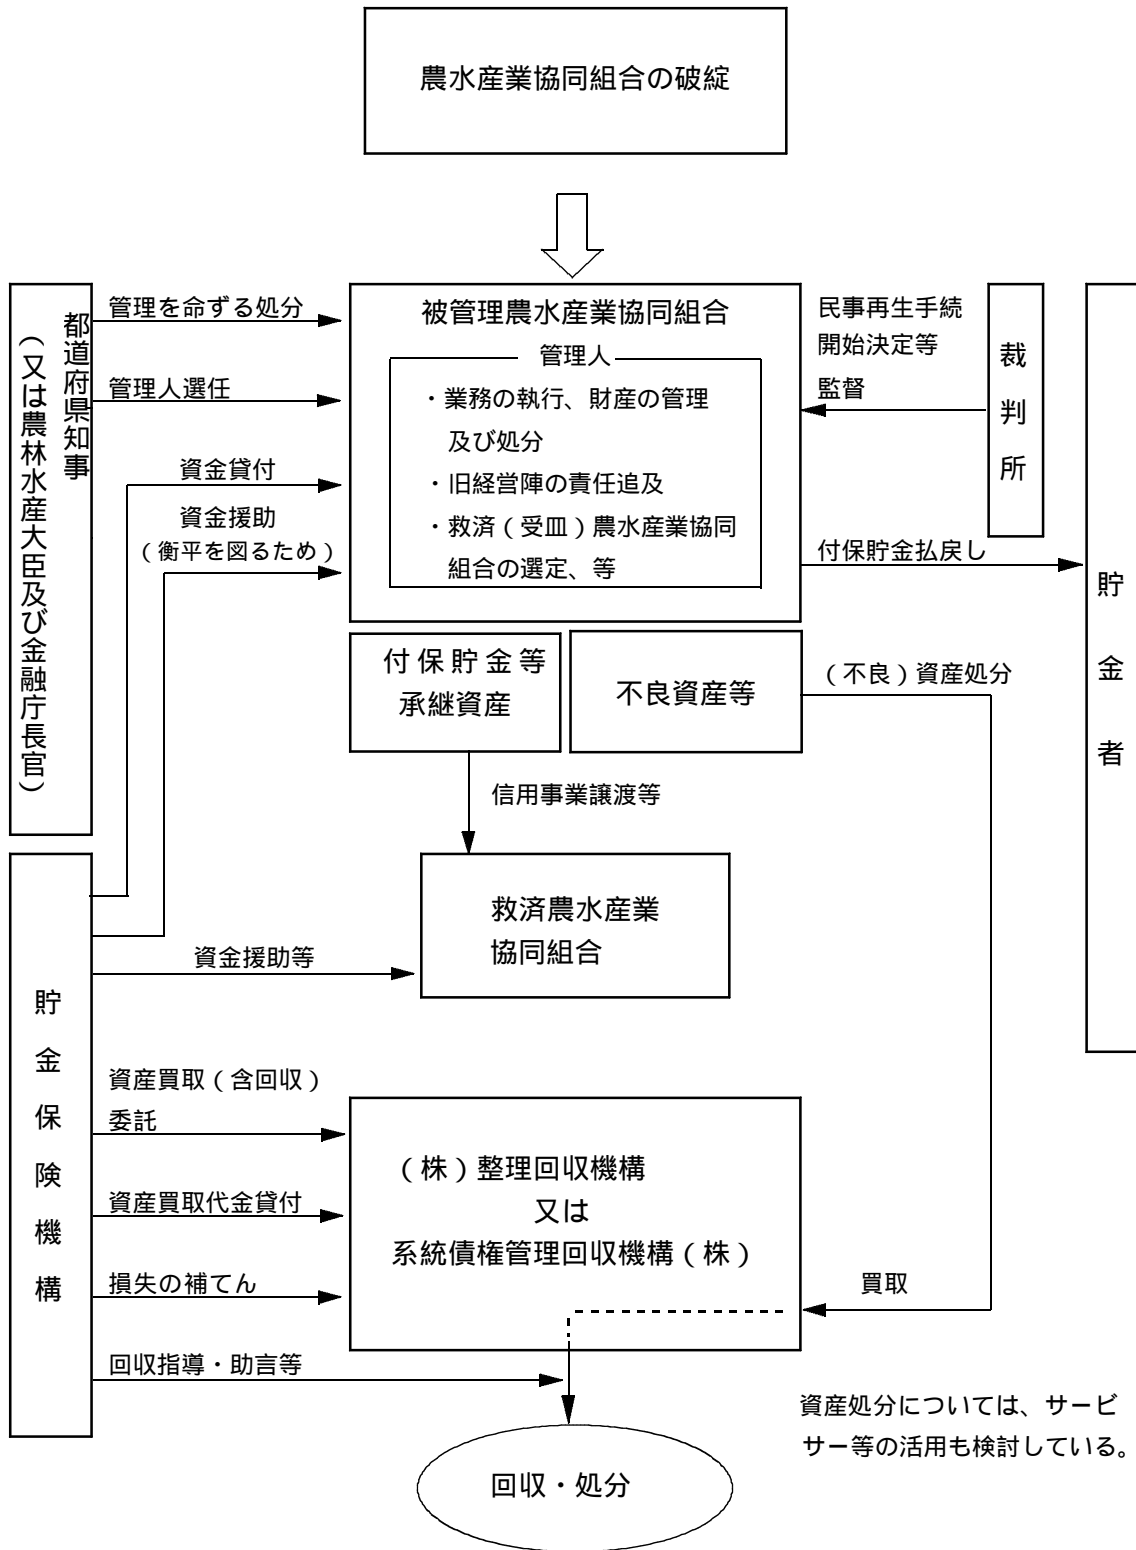 農水産業協同組合の破綻
都道府県知事
(又は農林水産大臣及び金融庁長官)
管理を命ずる処分
管理人選任
資金貸付
資金援助
(衡平を図るため)
被管理農水産業協同組合
管理人
・業務の執行、財産の管理
及び処分
・旧経営陣の責任追及
・救済(受皿)農水産業協同
組合の選定、等
民事再生手続
開始決定等
監督
裁判所
付保貯金払戻し
貯金者
付保貯金等
承継資産
不良資産等
(不良)資産処分
信用事業譲渡等
救済農水産業
協同組合
資金援助等
貯金保険機構
資産買取(含回収)
委託
資産買取代金貸付
損失の補てん
回収指導・助言等
(株)整理回収機構
又は
系統債権管理回収機構(株)
買取
資産処分については、サービ
サー等の活用も検討している。
回収・処分